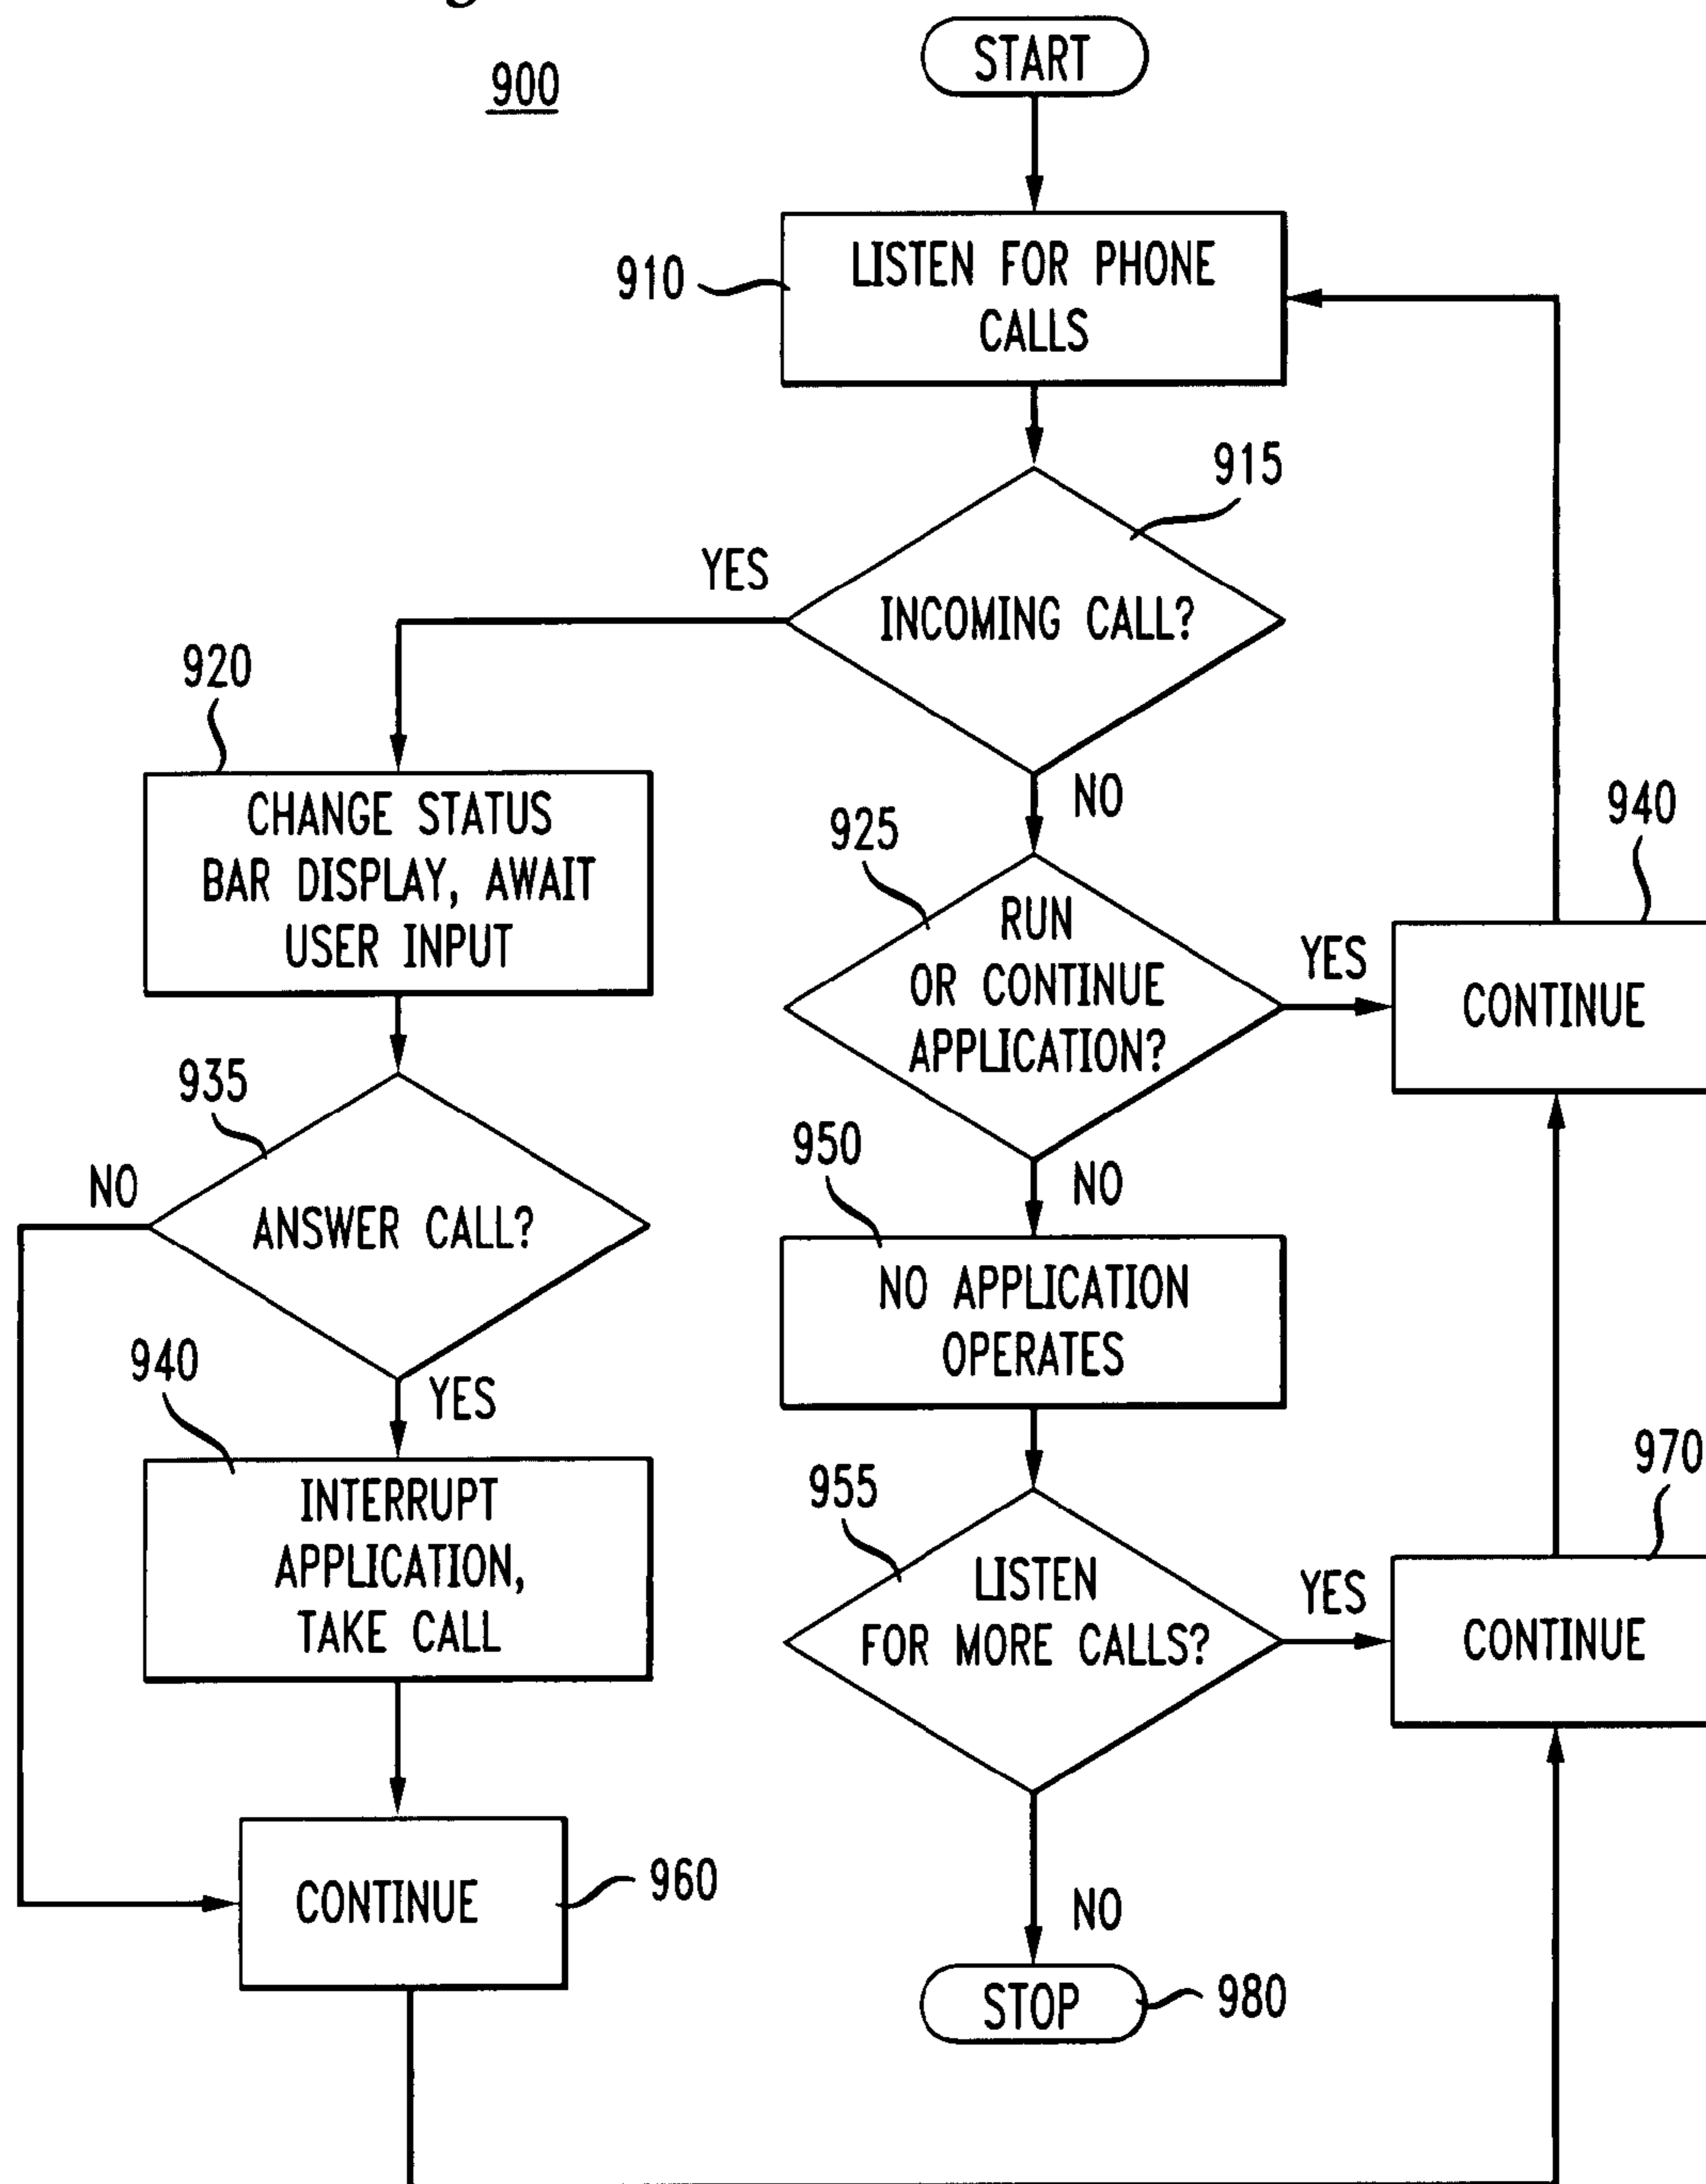 900
START
910
LISTEN FOR PHONE
CALLS
915
INCOMING CALL?
YES
NO
920
CHANGE STATUS
BAR DISPLAY, AWAIT
USER INPUT
925
RUN
OR CONTINUE
APPLICATION?
YES
NO
940
CONTINUE
935
ANSWER CALL?
NO
YES
950
NO APPLICATION
OPERATES
940
INTERRUPT
APPLICATION,
TAKE CALL
955
LISTEN
FOR MORE CALLS?
YES
NO
970
CONTINUE
CONTINUE
960
STOP
980